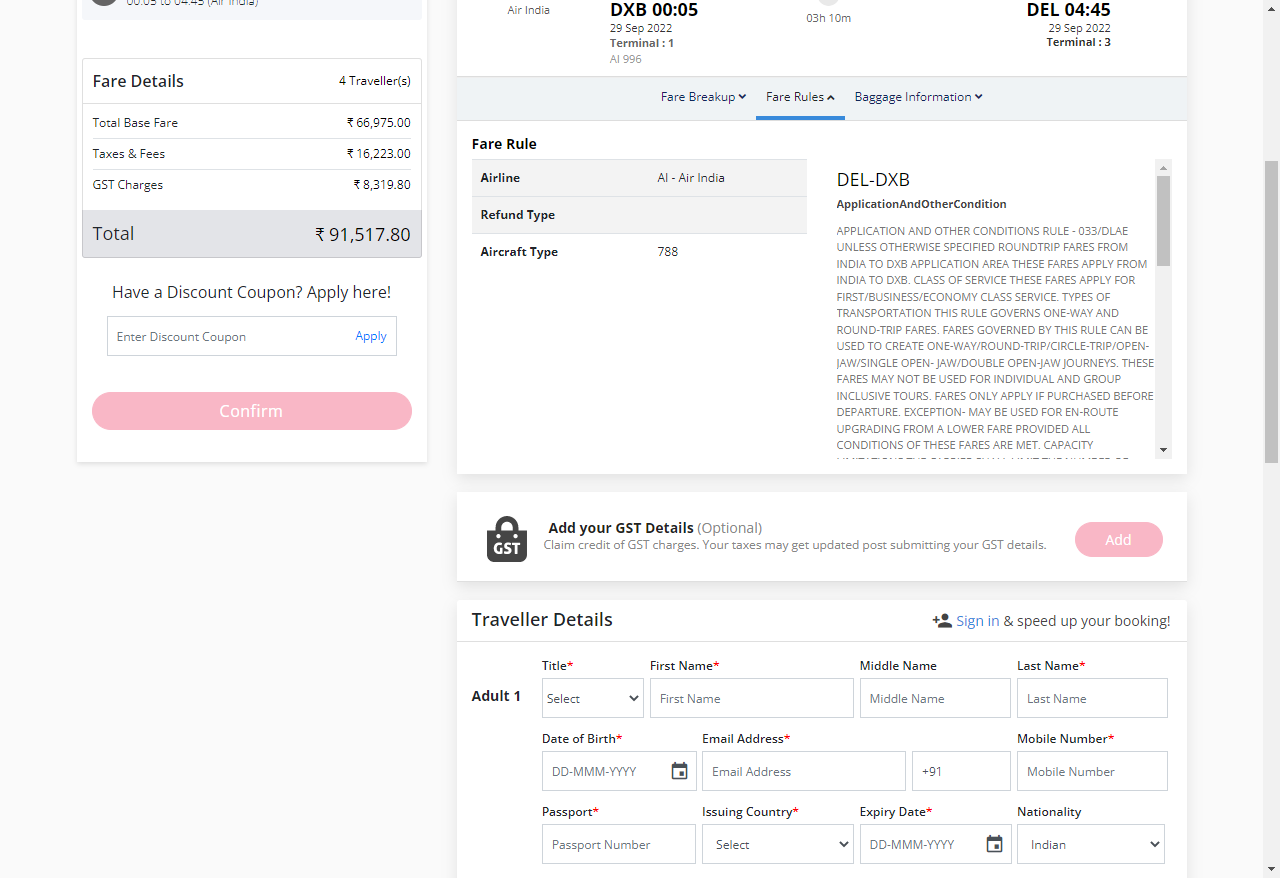 00:05 to 04:45 (Air India)
Fare Details
4 Traveller(s)
Total Base Fare
₹ 66,975.00
Taxes & Fees
₹ 16,223.00
GST Charges
₹ 8,319.80
Total
₹ 91,517.80
Have a Discount Coupon? Apply here!
Enter Discount Coupon
Apply
Confirm
Air India
DXB 00:05
29 Sep 2022
Terminal : 1
AI 996
03h 10m
DEL 04:45
29 Sep 2022
Terminal : 3
Fare Breakup
Fare Rules
Baggage Information
Fare Rule
Airline
AI - Air India
Refund Type
Aircraft Type
788
DEL-DXB
ApplicationAndOtherCondition
APPLICATION AND OTHER CONDITIONS RULE - 033/DLAE
UNLESS OTHERWISE SPECIFIED ROUNDTRIP FARES FROM
INDIA TO DXB APPLICATION AREA THESE FARES APPLY FROM
INDIA TO DXB. CLASS OF SERVICE THESE FARES APPLY FOR
FIRST/BUSINESS/ECONOMY CLASS SERVICE. TYPES OF
TRANSPORTATION THIS RULE GOVERNS ONE-WAY AND
ROUND-TRIP FARES. FARES GOVERNED BY THIS RULE CAN BE
USED TO CREATE ONE-WAY/ROUND-TRIP/CIRCLE-TRIP/OPEN-
JAW/SINGLE OPEN- JAW/DOUBLE OPEN-JAW JOURNEYS. THESE
FARES MAY NOT BE USED FOR INDIVIDUAL AND GROUP
INCLUSIVE TOURS. FARES ONLY APPLY IF PURCHASED BEFORE
DEPARTURE. EXCEPTION- MAY BE USED FOR EN-ROUTE
UPGRADING FROM A LOWER FARE PROVIDED ALL
CONDITIONS OF THESE FARES ARE MET. CAPACITY
GST
Add your GST Details (Optional)
Claim credit of GST charges. Your taxes may get updated post submitting your GST details.
Add
Traveller Details
Sign in & speed up your booking!
Adult 1
Title*
First Name*
Middle Name
Last Name*
Select
First Name
Middle Name
Last Name
Date of Birth*
Email Address*
Mobile Number*
DD-MMM-YYYY
Email Address
+91
Mobile Number
Passport*
Issuing Country*
Expiry Date*
Nationality
Passport Number
Select
DD-MMM-YYYY
Indian